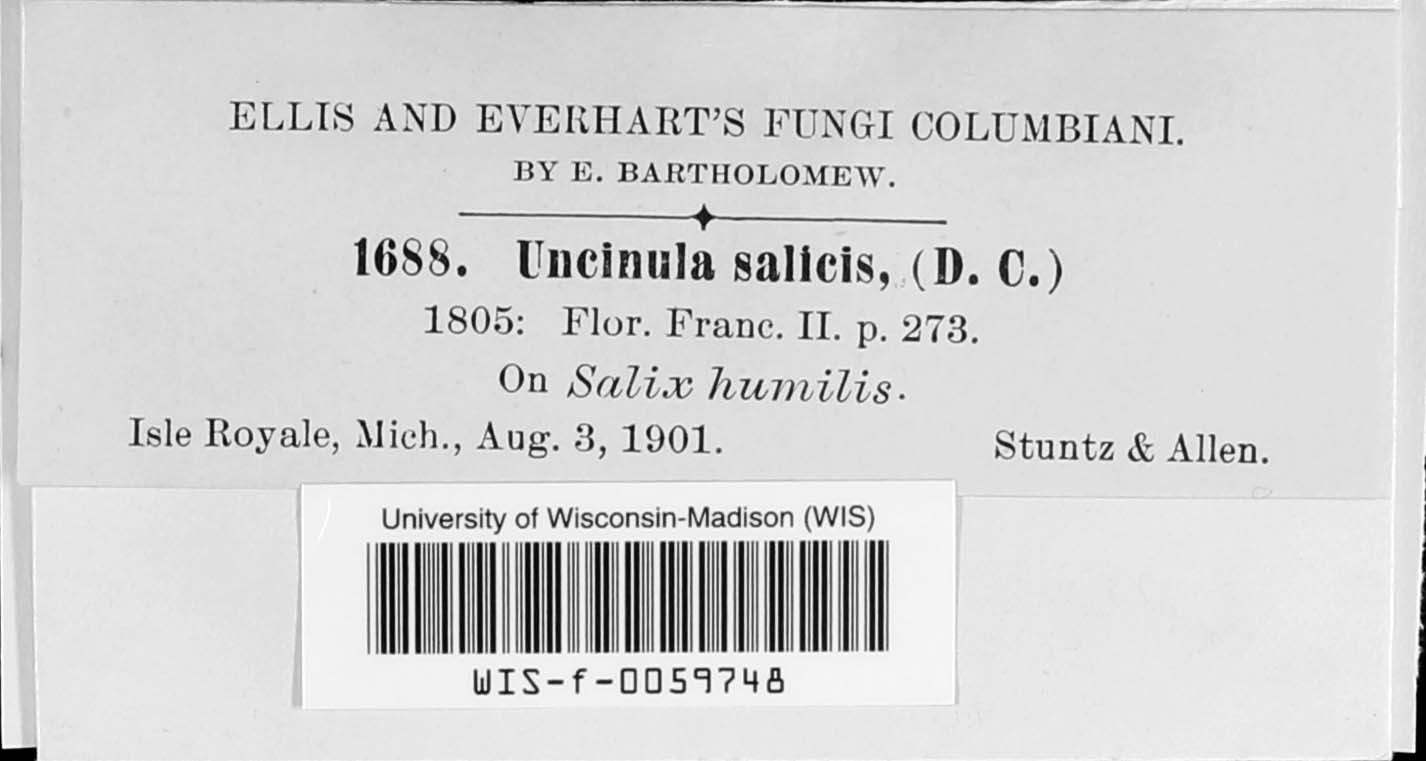 ELLIS AND EVERHART'S FUNGI COLUMBIANI.
BY E. BARTHOLOMEW.
1688. Uncinula salicis, (D. C.)
1805: Flor. Franc. II. p. 273.
On Salix humilis.
Isle Royale, Mich., Aug. 3, 1901. Stuntz & Allen.
University of Wisconsin-Madison (WIS)
WIS-f-0059748